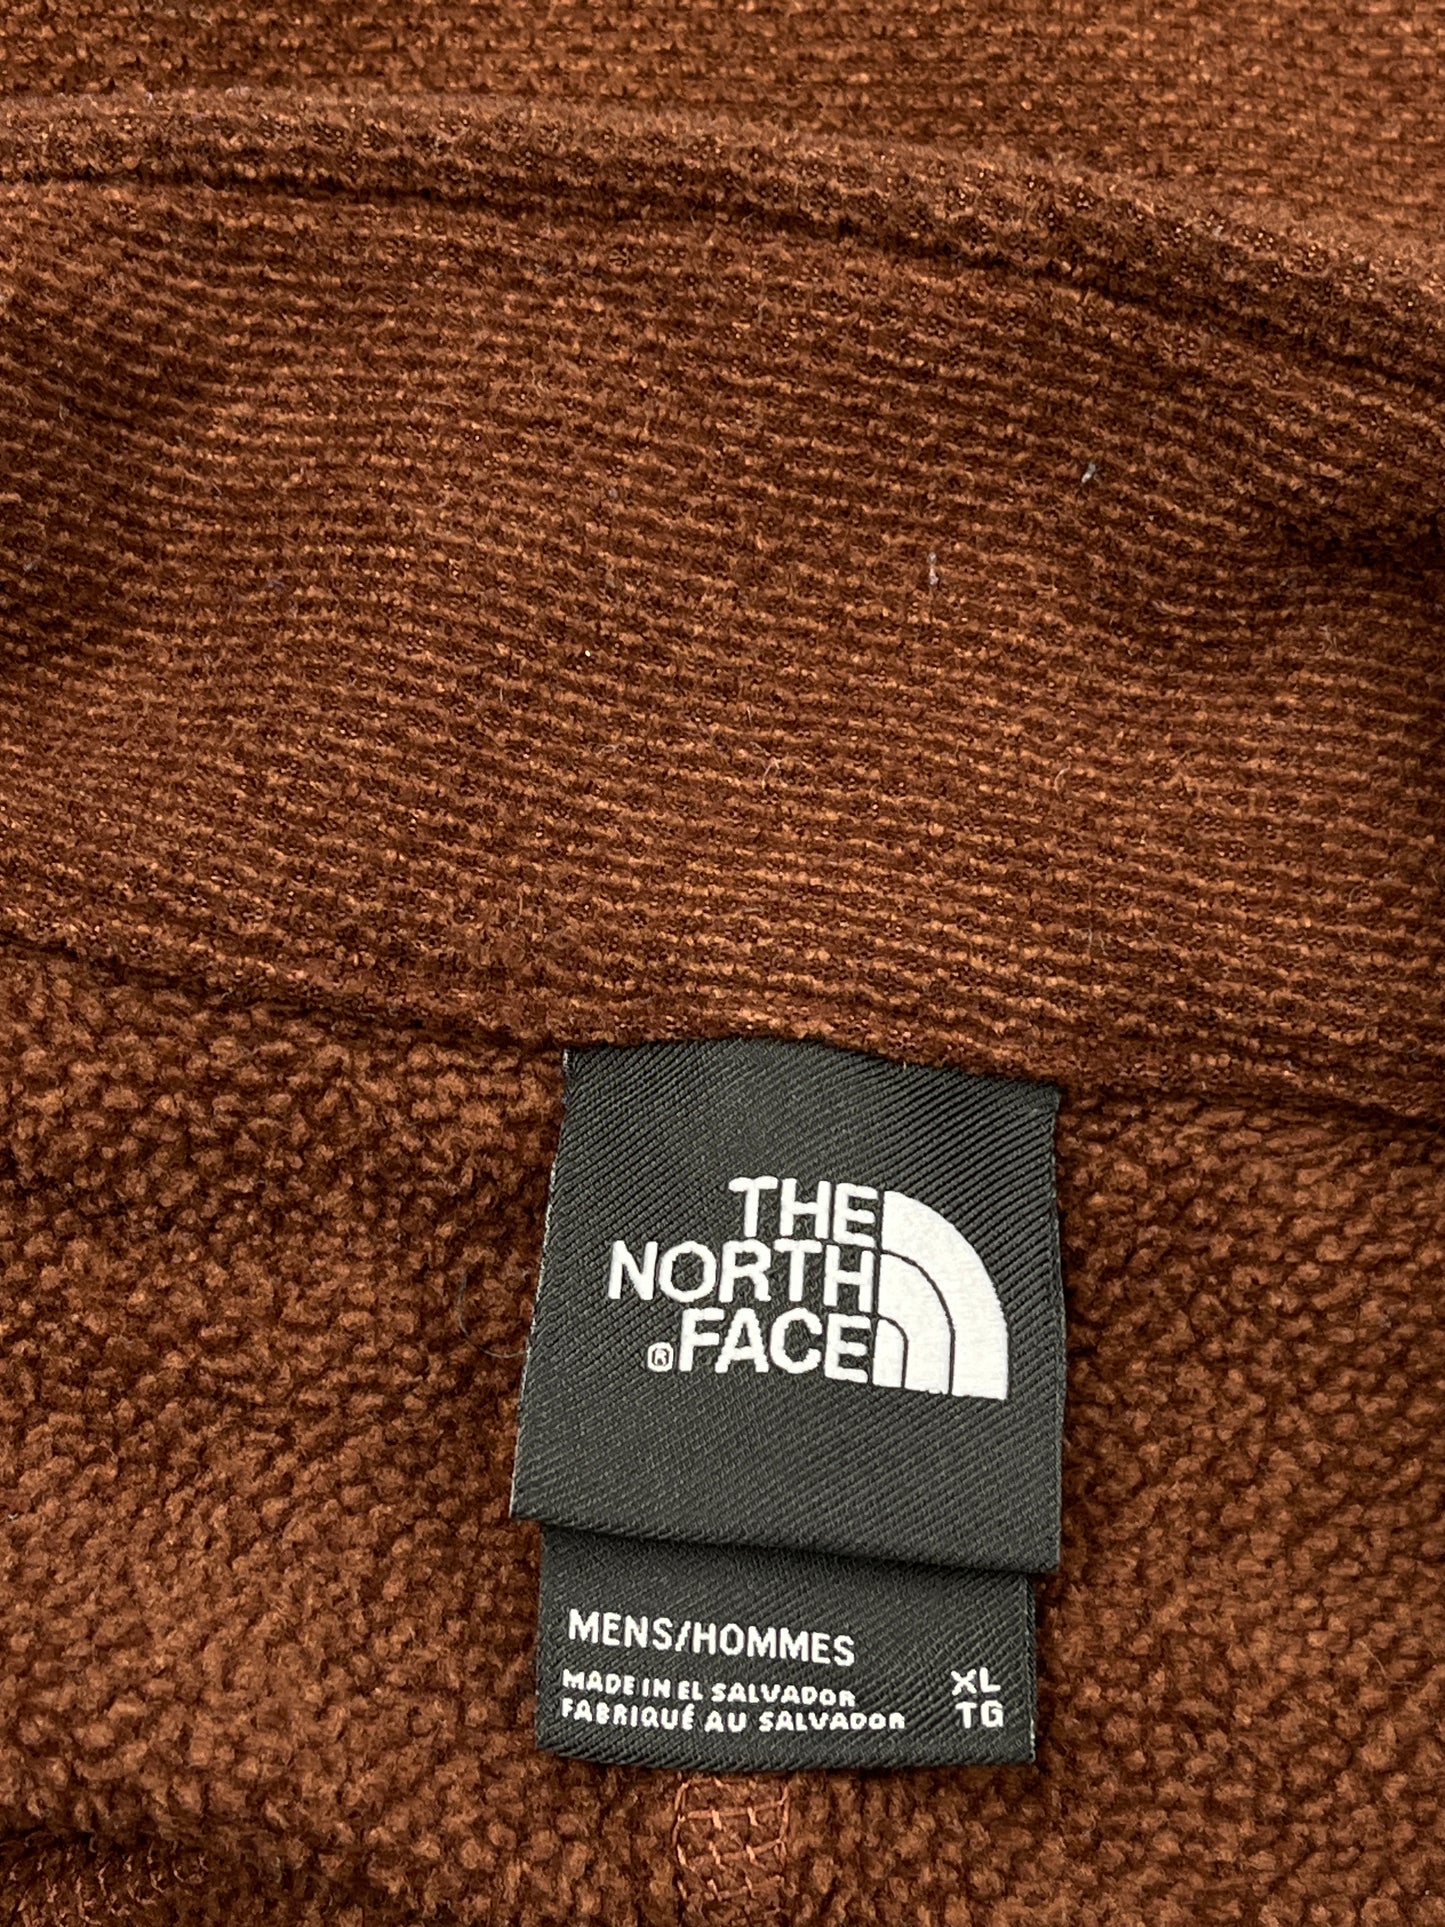 THE
NORTH
® FACE
MENS/HOMMES
MADE IN EL SALVADOR XL
FABRIQUÉ AU SALVADOR TG